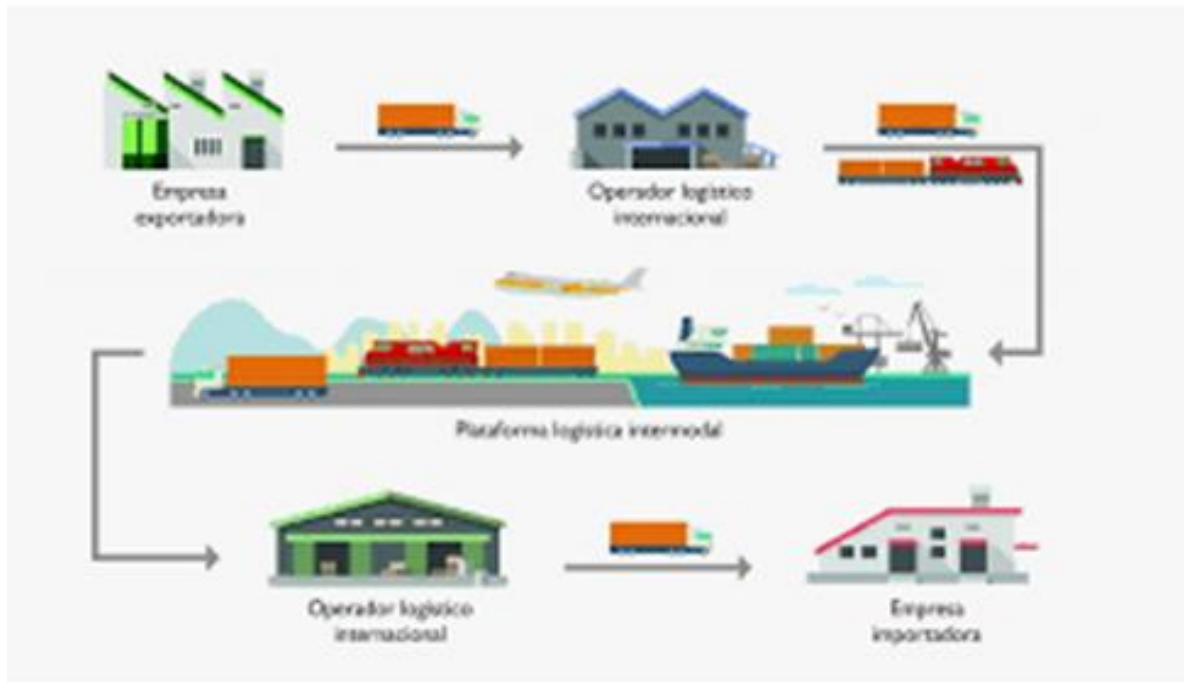 Empresa
exportadora
Operador logístico
internacional
Plataforma logística intermodal
Operador logístico
internacional
Empresa
importadora